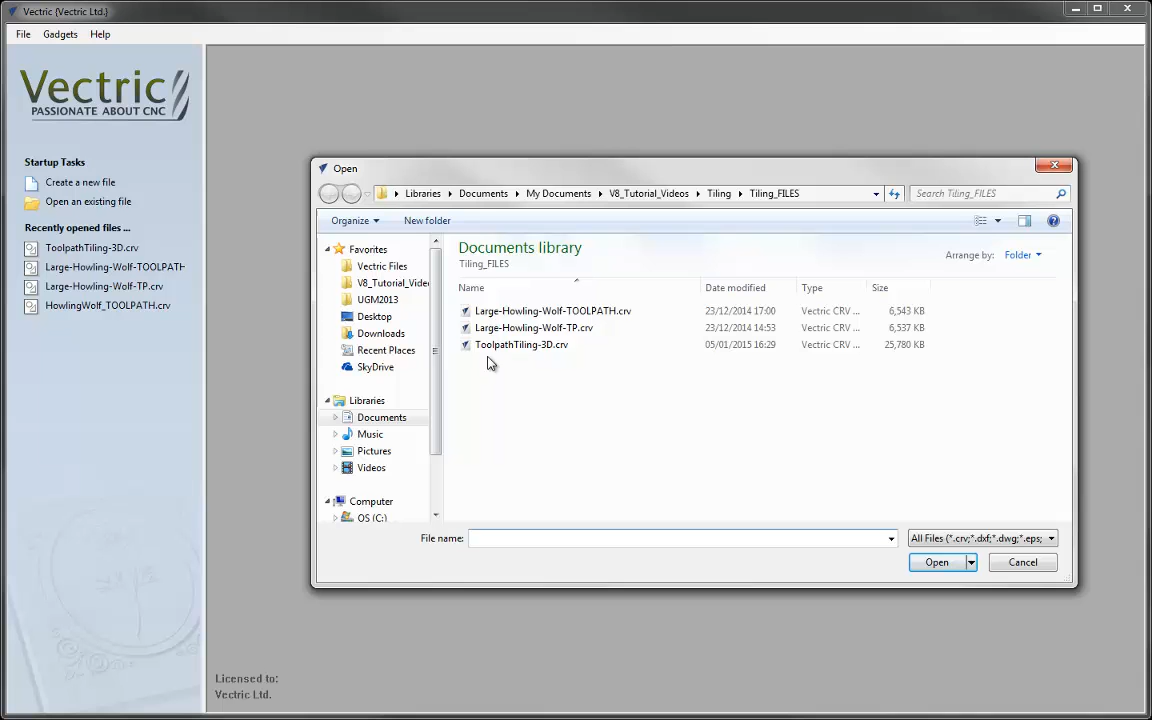 Vectric {Vectric Ltd.}
File Gadgets Help
Vectric
PASSIONATE ABOUT CNC
Startup Tasks
Create a new file
Open an existing file
Recently opened files ...
ToolpathTiling-3D.crv
Large-Howling-Wolf-TOOLPATH
Large-Howling-Wolf-TP.crv
HowlingWolf_TOOLPATH.crv
Open
Libraries Documents My Documents V8_Tutorial_Videos Tiling Tiling_FILES
Search Tiling_FILES
Organize New folder
Favorites
Vectric Files
V8_Tutorial_Video
UGM2013
Desktop
Downloads
Recent Places
SkyDrive
Libraries
Documents
Music
Pictures
Videos
Computer
OS (C:)
Documents library
Tiling_FILES
Arrange by: Folder
Name Date modified Type Size
Large-Howling-Wolf-TOOLPATH.crv 23/12/2014 17:00 Vectric CRV ... 6,543 KB
Large-Howling-Wolf-TP.crv 23/12/2014 14:53 Vectric CRV ... 6,537 KB
ToolpathTiling-3D.crv 05/01/2015 16:29 Vectric CRV ... 25,780 KB
File name:
All Files (*.crv;*.dxf;*.dwg;*.eps;
Open Cancel
Licensed to:
Vectric Ltd.